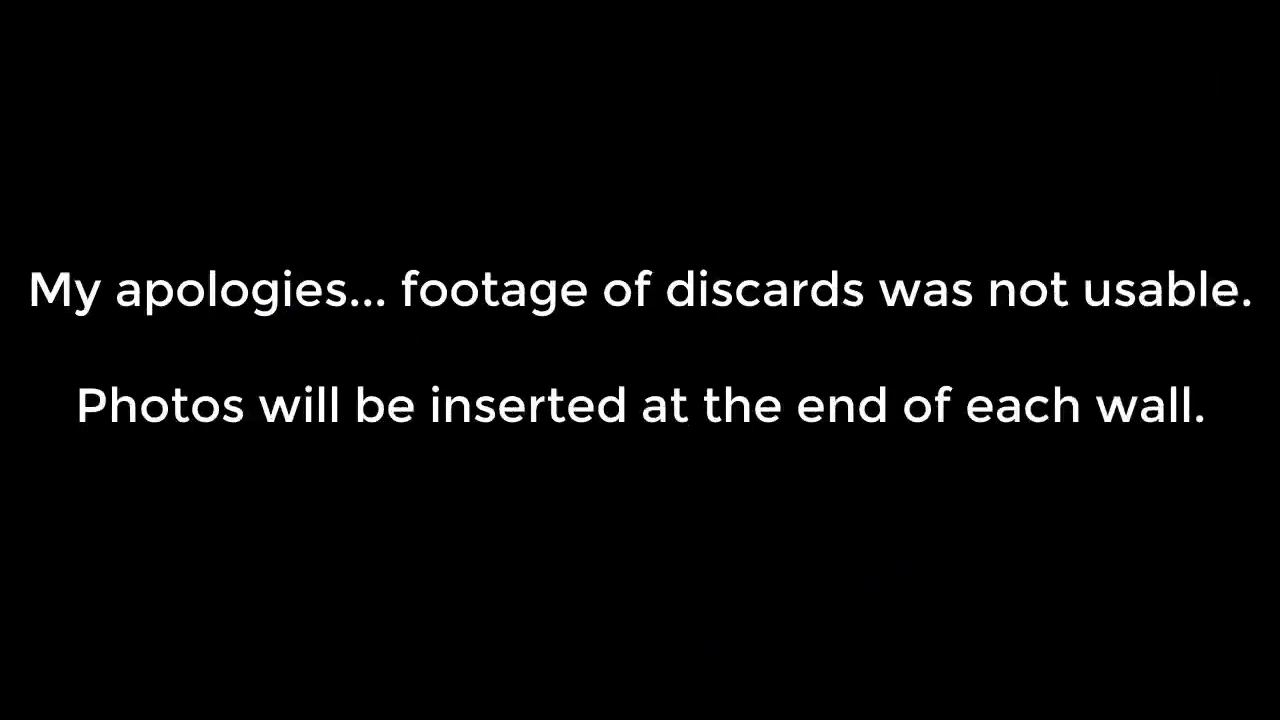 My apologies... footage of discards was not usable.
Photos will be inserted at the end of each wall.